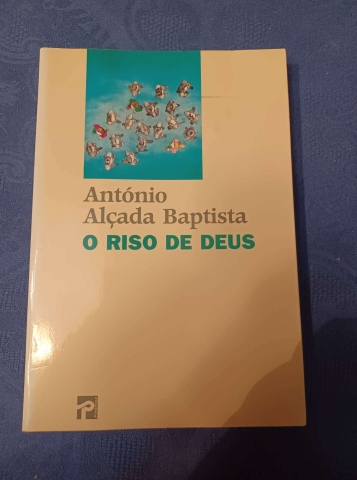 António
Alçada Baptista
O RISO DE DEUS